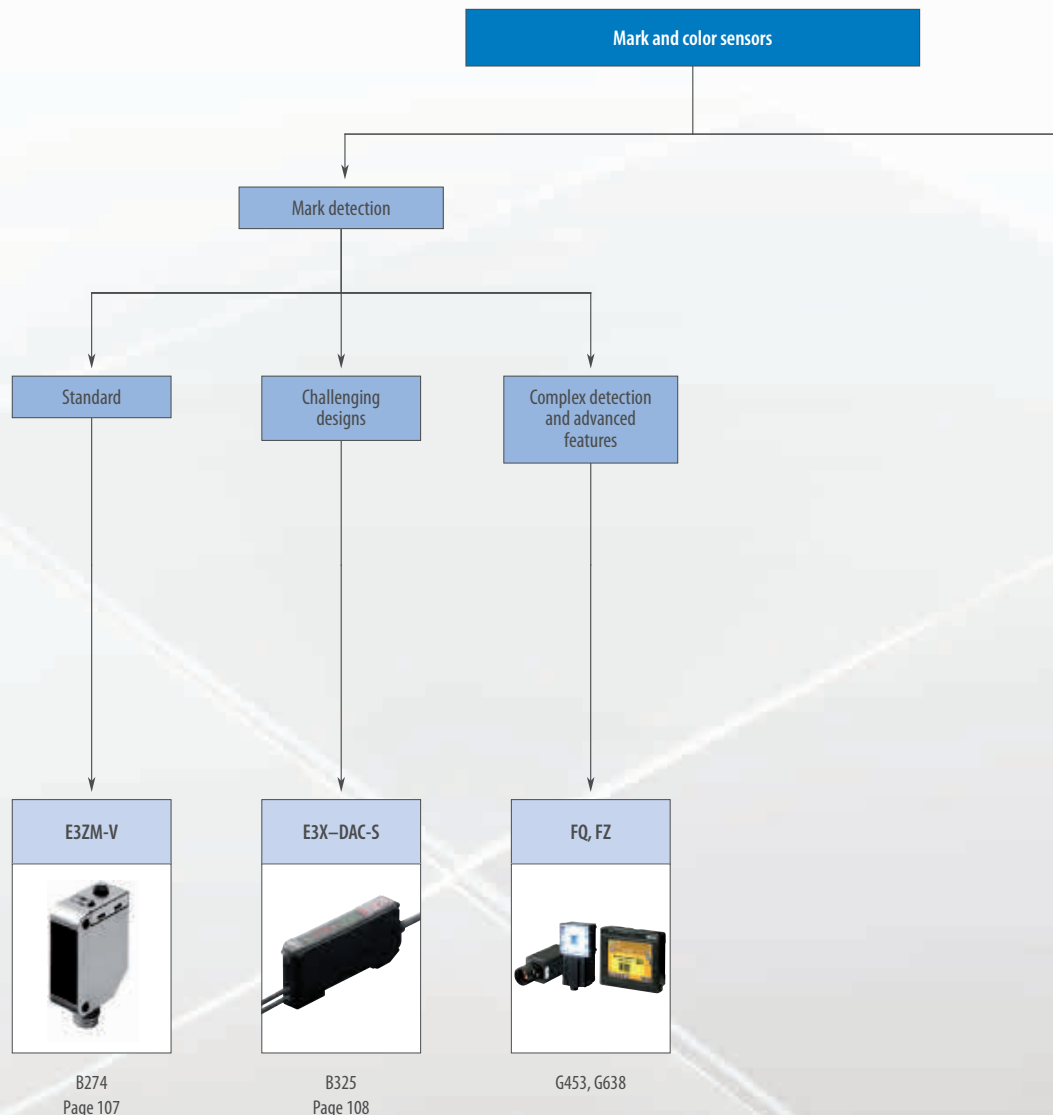 Mark and color sensors
Mark detection
Standard
Challenging
designs
Complex detection
and advanced
features
E3ZM-V
E3X–DAC-S
FQ, FZ
B274
Page 107
B325
Page 108
G453, G638